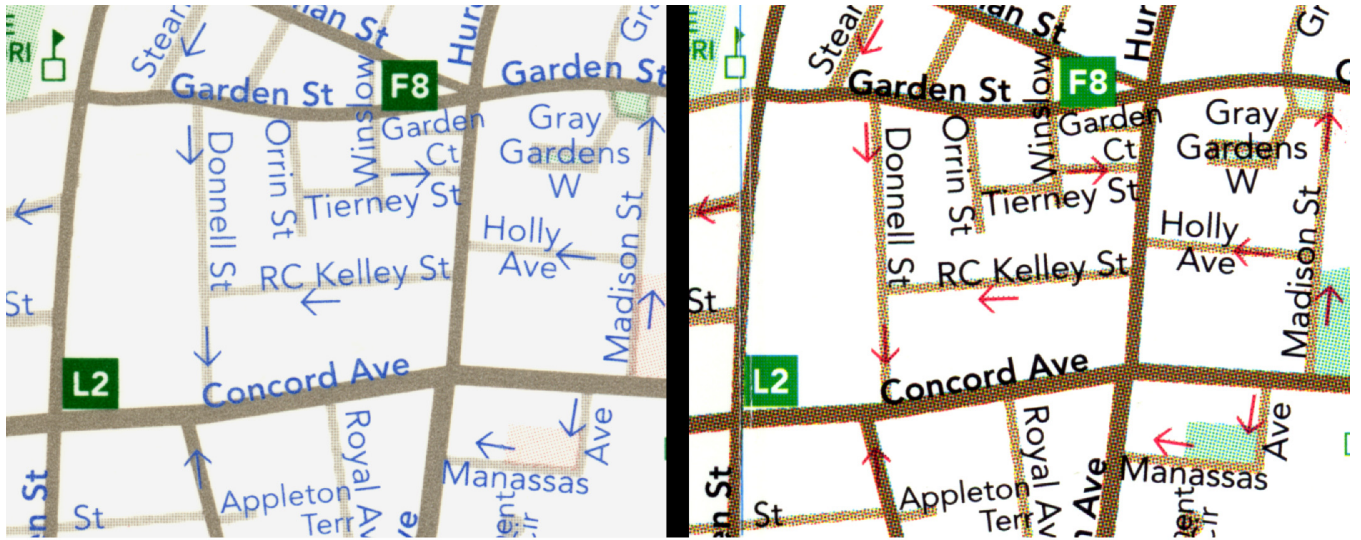 Garden St
Garden St
F8
Winslow
Orrin St
Donnell St
Garden
Ct
Gray
Gardens
W
Tierney St
Madison St
Holly
Ave
RC Kelley St
St
L2
Concord Ave
Royal Av
Ave
Manassas
Appleton
Terr
St
Garden St
F8
Winslow
Orrin St
Donnell St
Garden
Ct
Gray
Gardens
W
Tierney St
Madison St
Holly
Ave
RC Kelley St
St
L2
Concord Ave
Royal Av
Ave
Manassas
Appleton
Terr
St
Ave